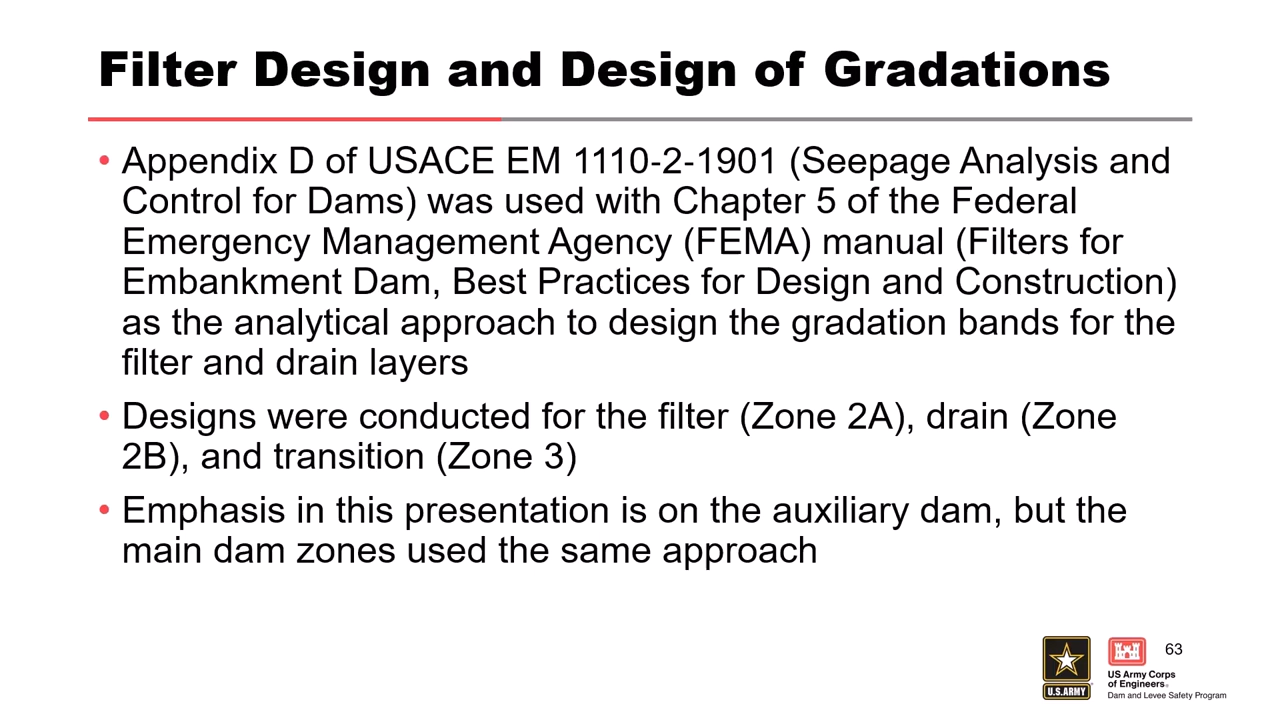 Filter Design and Design of Gradations
• Appendix D of USACE EM 1110-2-1901 (Seepage Analysis and
Control for Dams) was used with Chapter 5 of the Federal
Emergency Management Agency (FEMA) manual (Filters for
Embankment Dam, Best Practices for Design and Construction)
as the analytical approach to design the gradation bands for the
filter and drain layers
• Designs were conducted for the filter (Zone 2A), drain (Zone
2B), and transition (Zone 3)
• Emphasis in this presentation is on the auxiliary dam, but the
main dam zones used the same approach
63
U.S.ARMY
US Army Corps
of Engineers®
Dam and Levee Safety Program